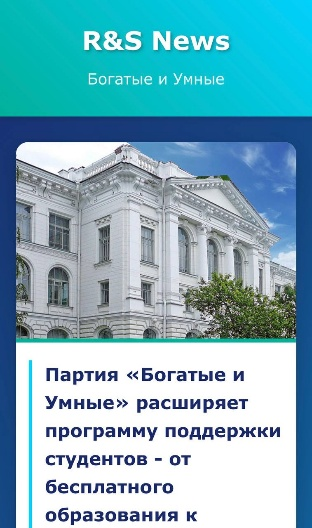 R&S News
Богатые и Умные
Партия «Богатые и
Умные» расширяет
программу поддержки
студентов - от
бесплатного
образования к